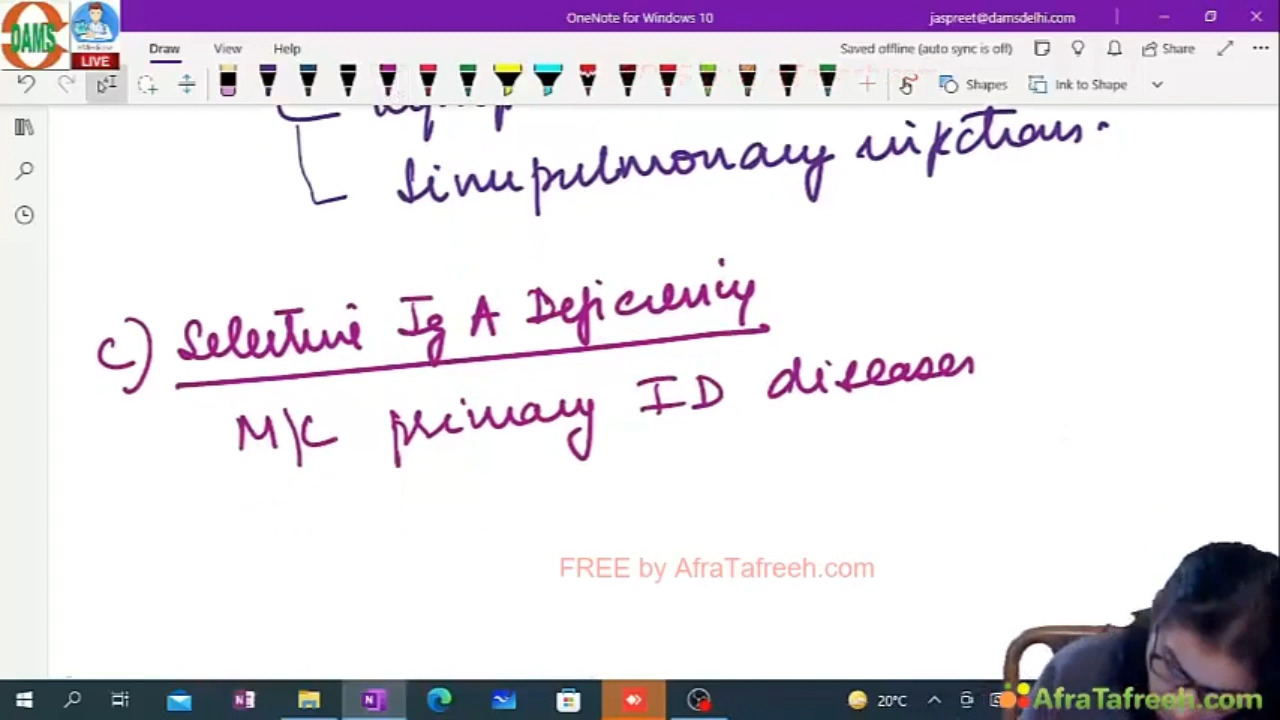 DAMS
eMedicoz
LIVE
OneNote for Windows 10
jaspreet@damsdelhi.com
Draw View Help
Saved offline (auto sync is off)
Share
Shapes
Ink to Shape
Sinupulmonary infections.
C) Selective Ig A Deficiency
M/C primary ID diseases
FREE by AfraTafreeh.com
20°C
AfraTafreeh.com